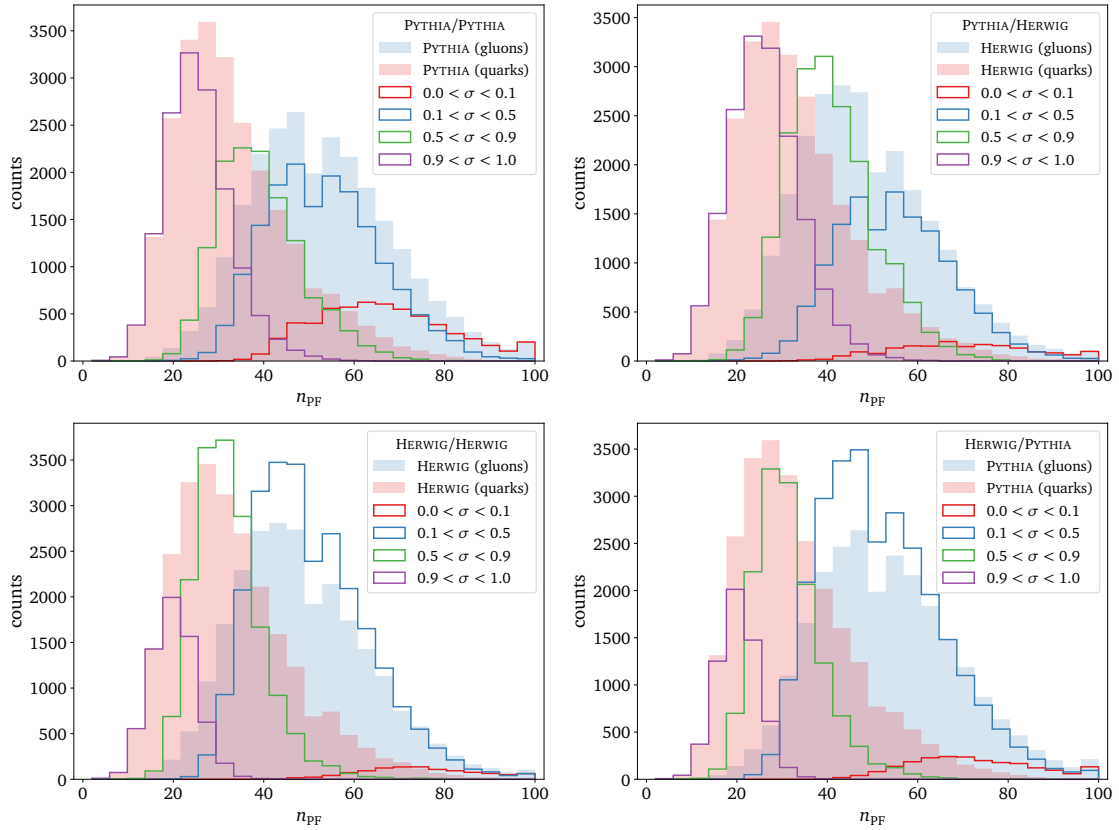 PYTHIA/PYTHIA
PYTHIA (gluons)
PYTHIA (quarks)
0.0 < σ < 0.1
0.1 < σ < 0.5
0.5 < σ < 0.9
0.9 < σ < 1.0
counts
3500
3000
2500
2000
1500
1000
500
0
0 20 40 60 80 100
nPF
PYTHIA/HERWIG
HERWIG (gluons)
HERWIG (quarks)
0.0 < σ < 0.1
0.1 < σ < 0.5
0.5 < σ < 0.9
0.9 < σ < 1.0
counts
3500
3000
2500
2000
1500
1000
500
0
0 20 40 60 80 100
nPF
HERWIG/HERWIG
HERWIG (gluons)
HERWIG (quarks)
0.0 < σ < 0.1
0.1 < σ < 0.5
0.5 < σ < 0.9
0.9 < σ < 1.0
counts
3500
3000
2500
2000
1500
1000
500
0
0 20 40 60 80 100
nPF
HERWIG/PYTHIA
PYTHIA (gluons)
PYTHIA (quarks)
0.0 < σ < 0.1
0.1 < σ < 0.5
0.5 < σ < 0.9
0.9 < σ < 1.0
counts
3500
3000
2500
2000
1500
1000
500
0
0 20 40 60 80 100
nPF